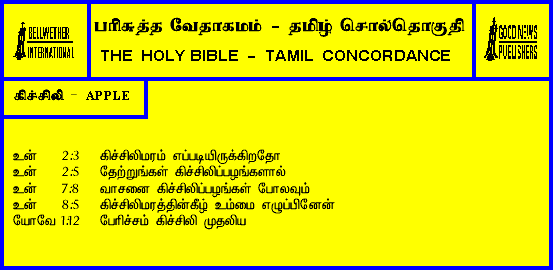 BELLWETHER
INTERNATIONAL
பரிசுத்த வேதாகமம் - தமிழ் சொல்தொகுதி
THE HOLY BIBLE - TAMIL CONCORDANCE
GOOD NEWS
PUBLISHERS
கிச்சிலி - APPLE
உன் 2:3 கிச்சிலிமரம் எப்படியிருக்கிறதோ
உன் 2:5 தேற்றுங்கள் கிச்சிலிப்பழங்களால்
உன் 7:8 வாசனை கிச்சிலிப்பழங்கள் போலவும்
உன் 8:5 கிச்சிலிமரத்தின்கீழ் உம்மை எழுப்பினேன்
யோவே 1:12 பேரிச்சம் கிச்சிலி முதலிய